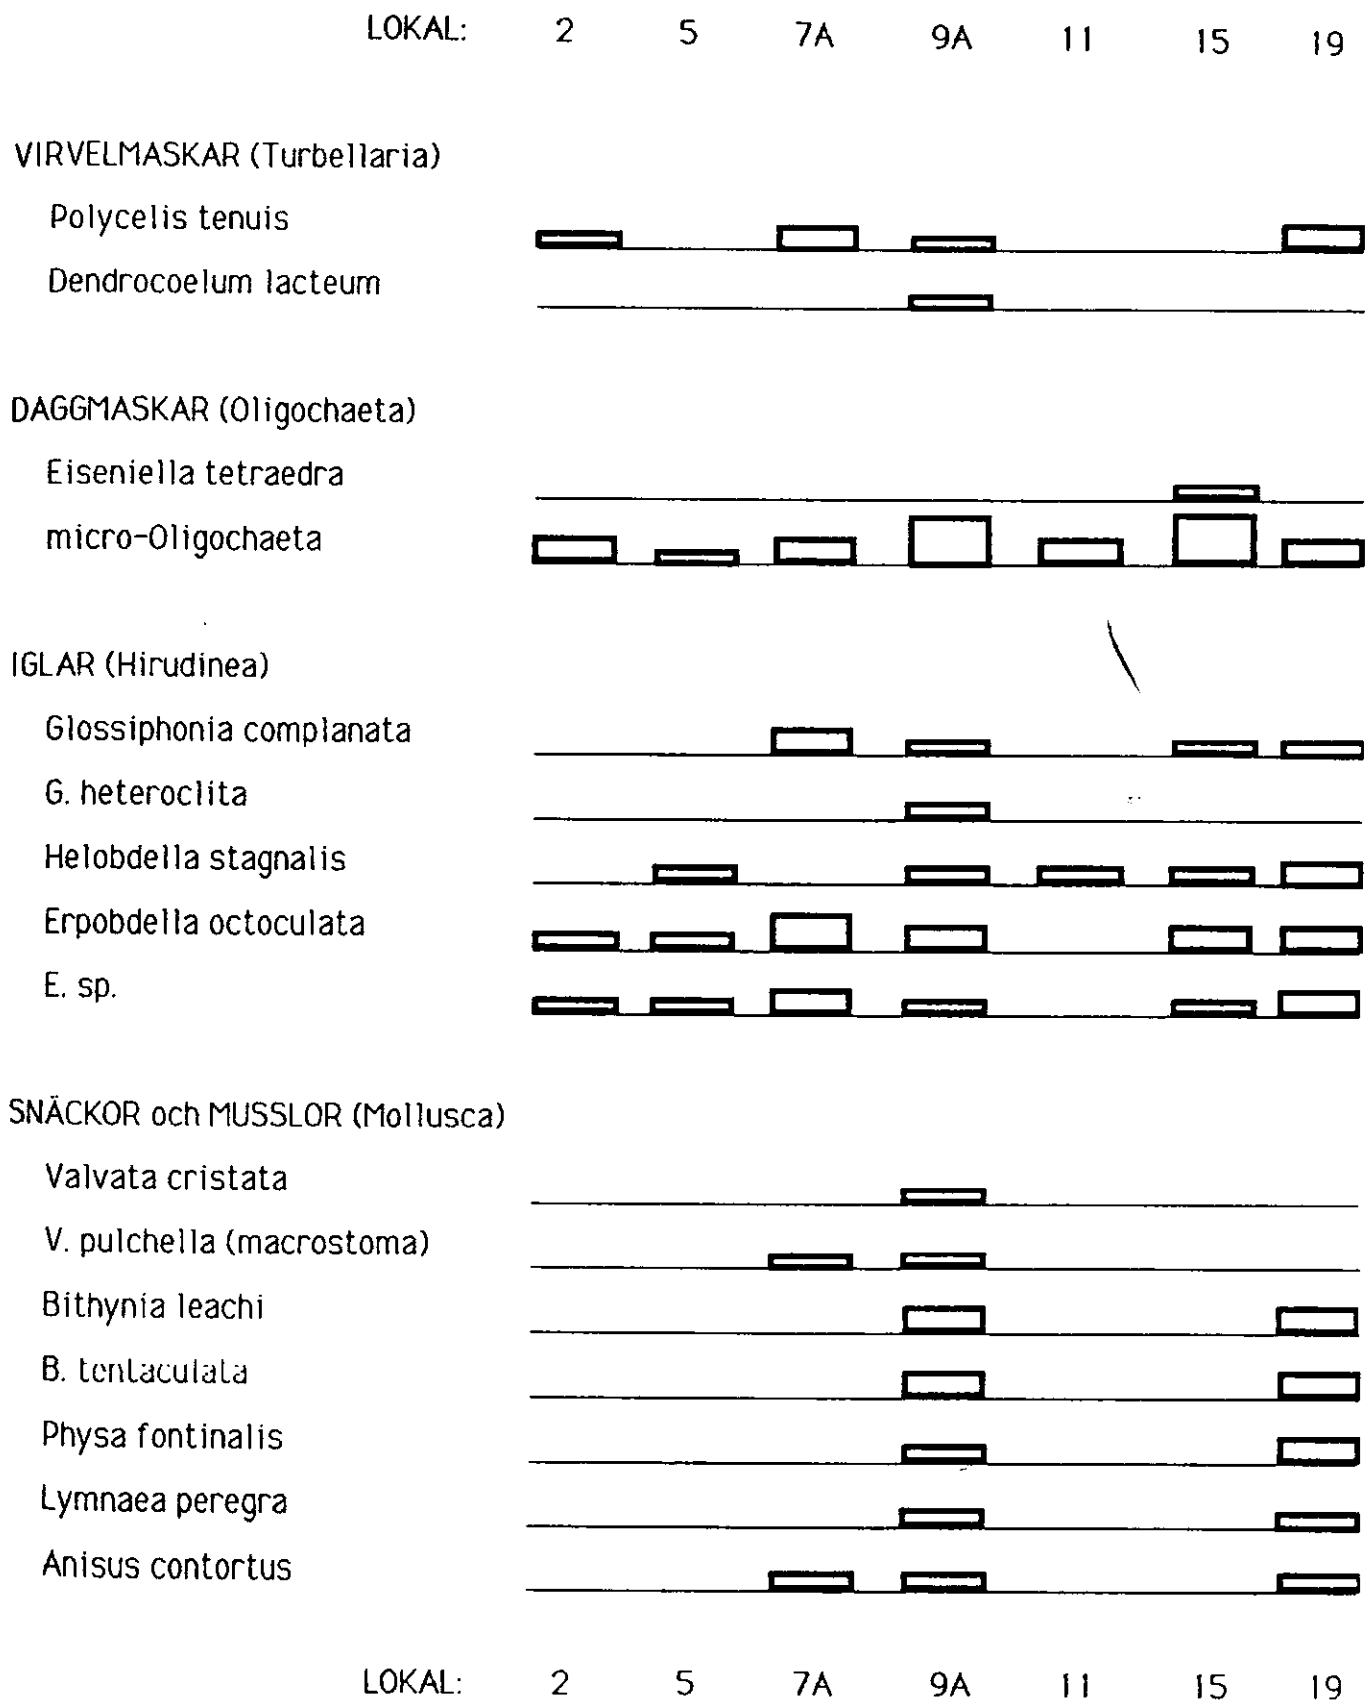 LOKAL: 2 5 7A 9A 11 15 19
VIRVELMASKAR (Turbellaria)
Polycelis tenuis
Dendrocoelum lacteum
DAGGMASKAR (Oligochaeta)
Eiseniella tetraedra
micro-Oligochaeta
IGLAR (Hirudinea)
Glossiphonia complanata
G. heteroclita
Helobdella stagnalis
Erpobdella octoculata
E. sp.
SNÄCKOR och MUSSLOR (Mollusca)
Valvata cristata
V. pulchella (macrostoma)
Bithynia leachi
B. tentaculata
Physa fontinalis
Lymnaea peregra
Anisus contortus
LOKAL: 2 5 7A 9A 11 15 19